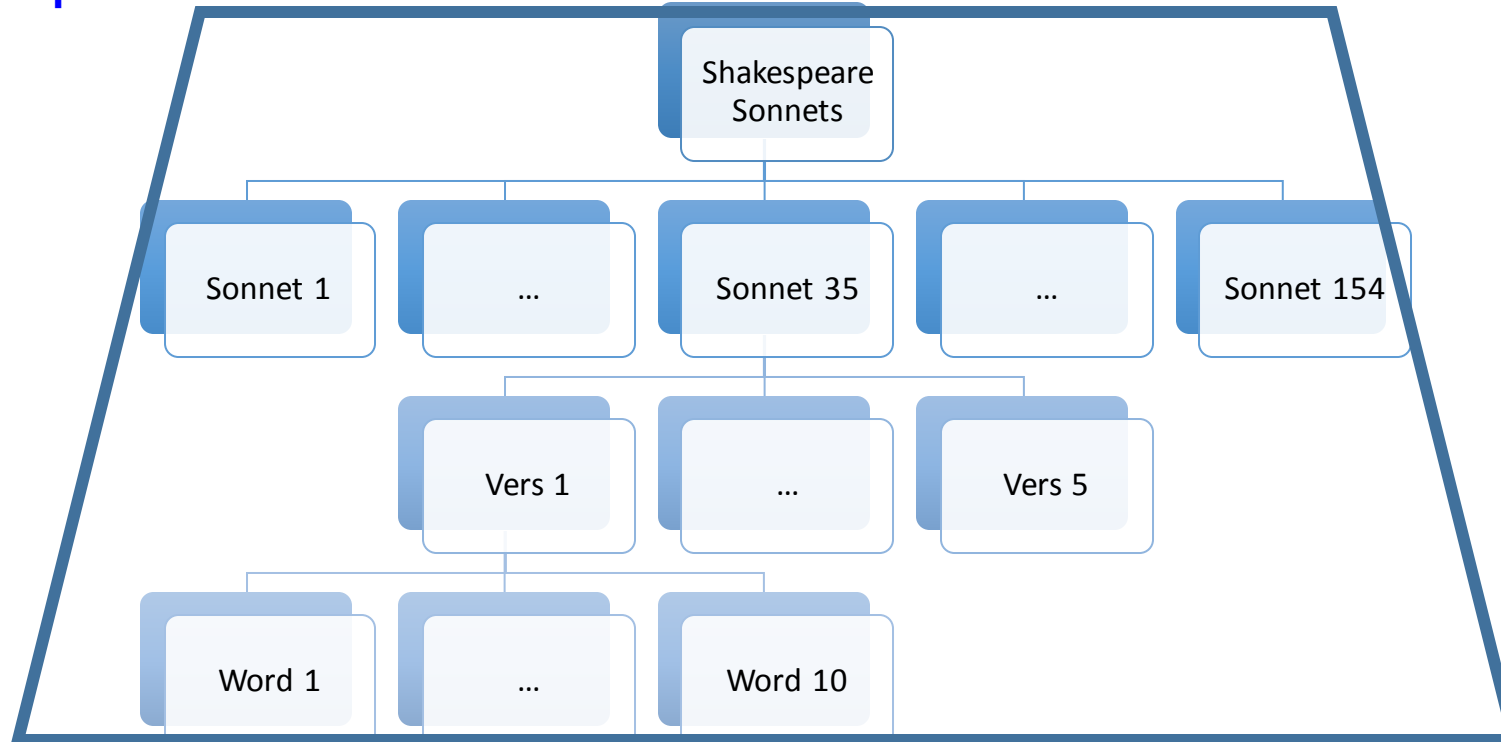 Shakespeare
Sonnets
Sonnet 1
...
Sonnet 35
...
Sonnet 154
Vers 1
...
Vers 5
Word 1
...
Word 10